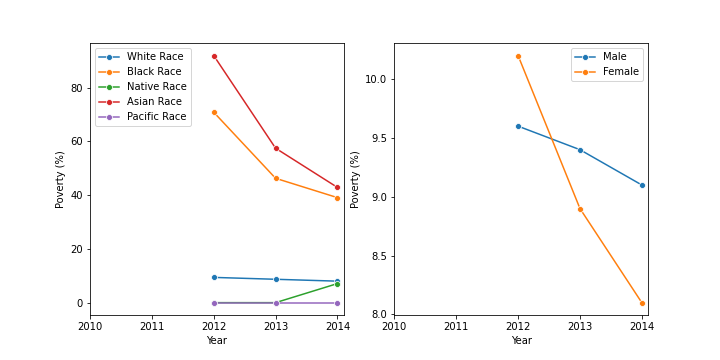 White Race
Black Race
Native Race
Asian Race
Pacific Race
Poverty (%)
80
60
40
20
0
2010 2011 2012 2013 2014
Year
Male
Female
Poverty (%)
10.0
9.5
9.0
8.5
8.0
2010 2011 2012 2013 2014
Year